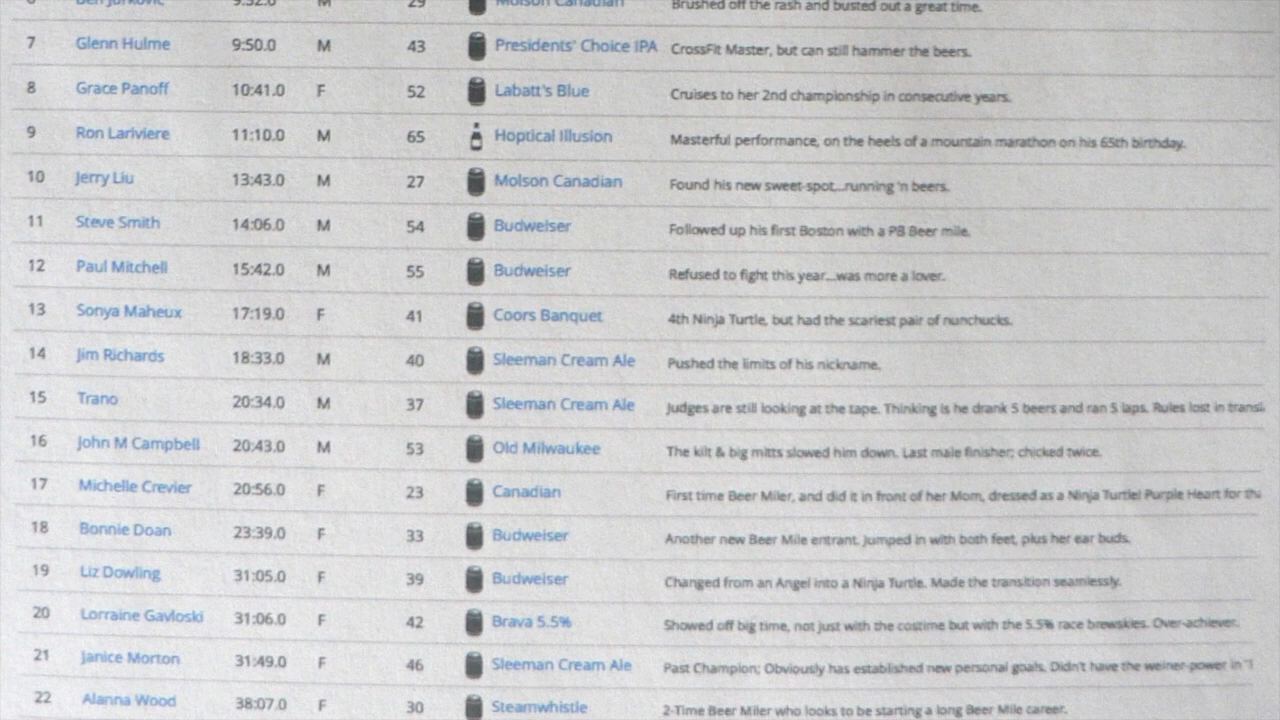 29 Molson Canadian Brushed off the rash and busted out a great time.
7 Glenn Hulme 9:50.0 M 43 Presidents' Choice IPA CrossFit Master, but can still hammer the beers.
8 Grace Panoff 10:41.0 F 52 Labatt's Blue Cruises to her 2nd championship in consecutive years.
9 Ron Lariviere 11:10.0 M 65 Hoptical Illusion Masterful performance, on the heels of a mountain marathon on his 65th birthday.
10 Jerry Liu 13:43.0 M 27 Molson Canadian Found his new sweet-spot...running 'n beers.
11 Steve Smith 14:06.0 M 54 Budweiser Followed up his first Boston with a PB Beer mile.
12 Paul Mitchell 15:42.0 M 55 Budweiser Refused to fight this year...was more a lover.
13 Sonya Maheux 17:19.0 F 41 Coors Banquet 4th Ninja Turtle, but had the scariest pair of nunchucks.
14 Jim Richards 18:33.0 M 40 Sleeman Cream Ale Pushed the limits of his nickname.
15 Trano 20:34.0 M 37 Sleeman Cream Ale Judges are still looking at the tape. Thinking is he drank 5 beers and ran 5 laps. Rules lost in
16 John M Campbell 20:43.0 M 53 Old Milwaukee The kilt & big mitts slowed him down. Last male finisher; chicked twice.
17 Michelle Crevier 20:56.0 F 23 Canadian First time Beer Miler, and did it in front of her Mom, dressed as a Ninja Turtle! Purple Heart for
18 Bonnie Doan 23:39.0 F 33 Budweiser Another new Beer Mile entrant. Jumped in with both feet, plus her ear buds.
19 Liz Dowling 31:05.0 F 39 Budweiser Changed from an Angel into a Ninja Turtle. Made the transition seamlessly.
20 Lorraine Gavloski 31:06.0 F 42 Brava 5.5% Showed off big time, not just with the costime but with the 5.5% race brewskies. Over-achiever.
21 Janice Morton 31:49.0 F 46 Sleeman Cream Ale Past Champion; Obviously has established new personal goals. Didn't have the weiner-power in
22 Alanna Wood 38:07.0 F 30 Steamwhistle 2-Time Beer Miler who looks to be starting a long Beer Mile career.